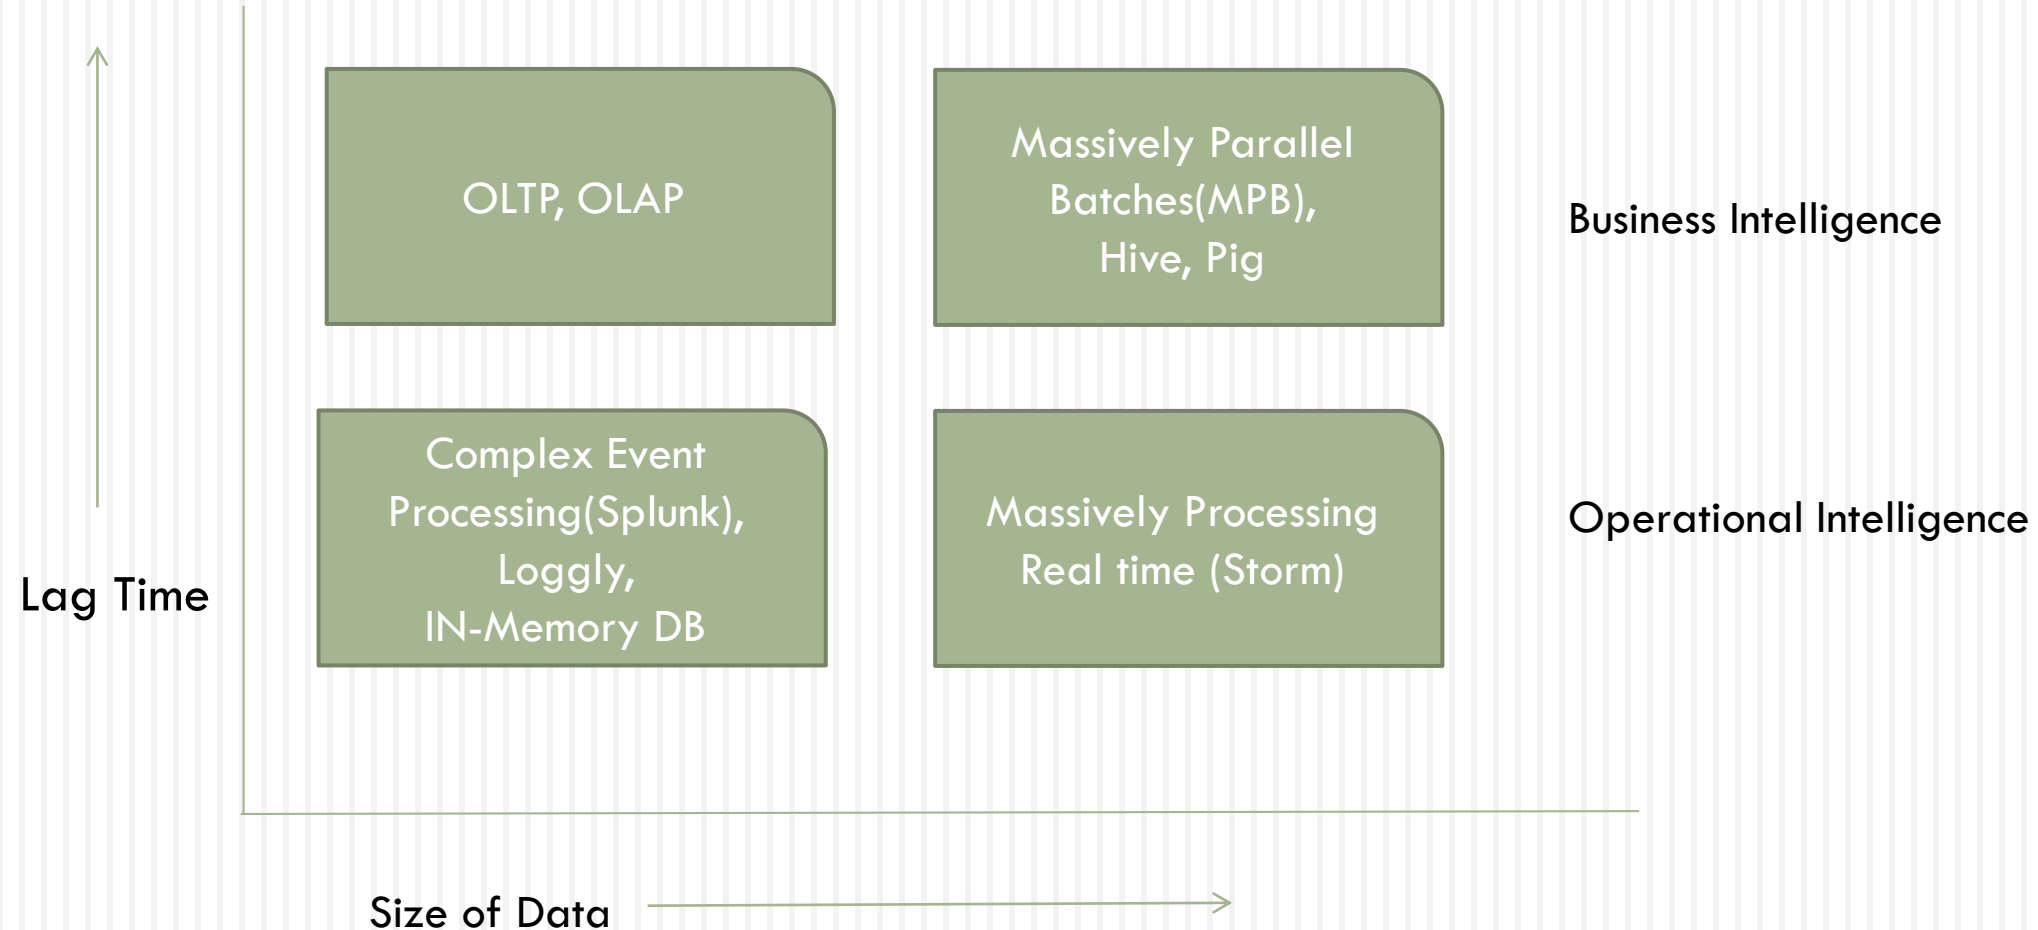 OLTP, OLAP
Massively Parallel
Batches(MPB),
Hive, Pig
Business Intelligence
Complex Event
Processing(Splunk),
Loggly,
IN-Memory DB
Massively Processing
Real time (Storm)
Operational Intelligence
Lag Time
Size of Data